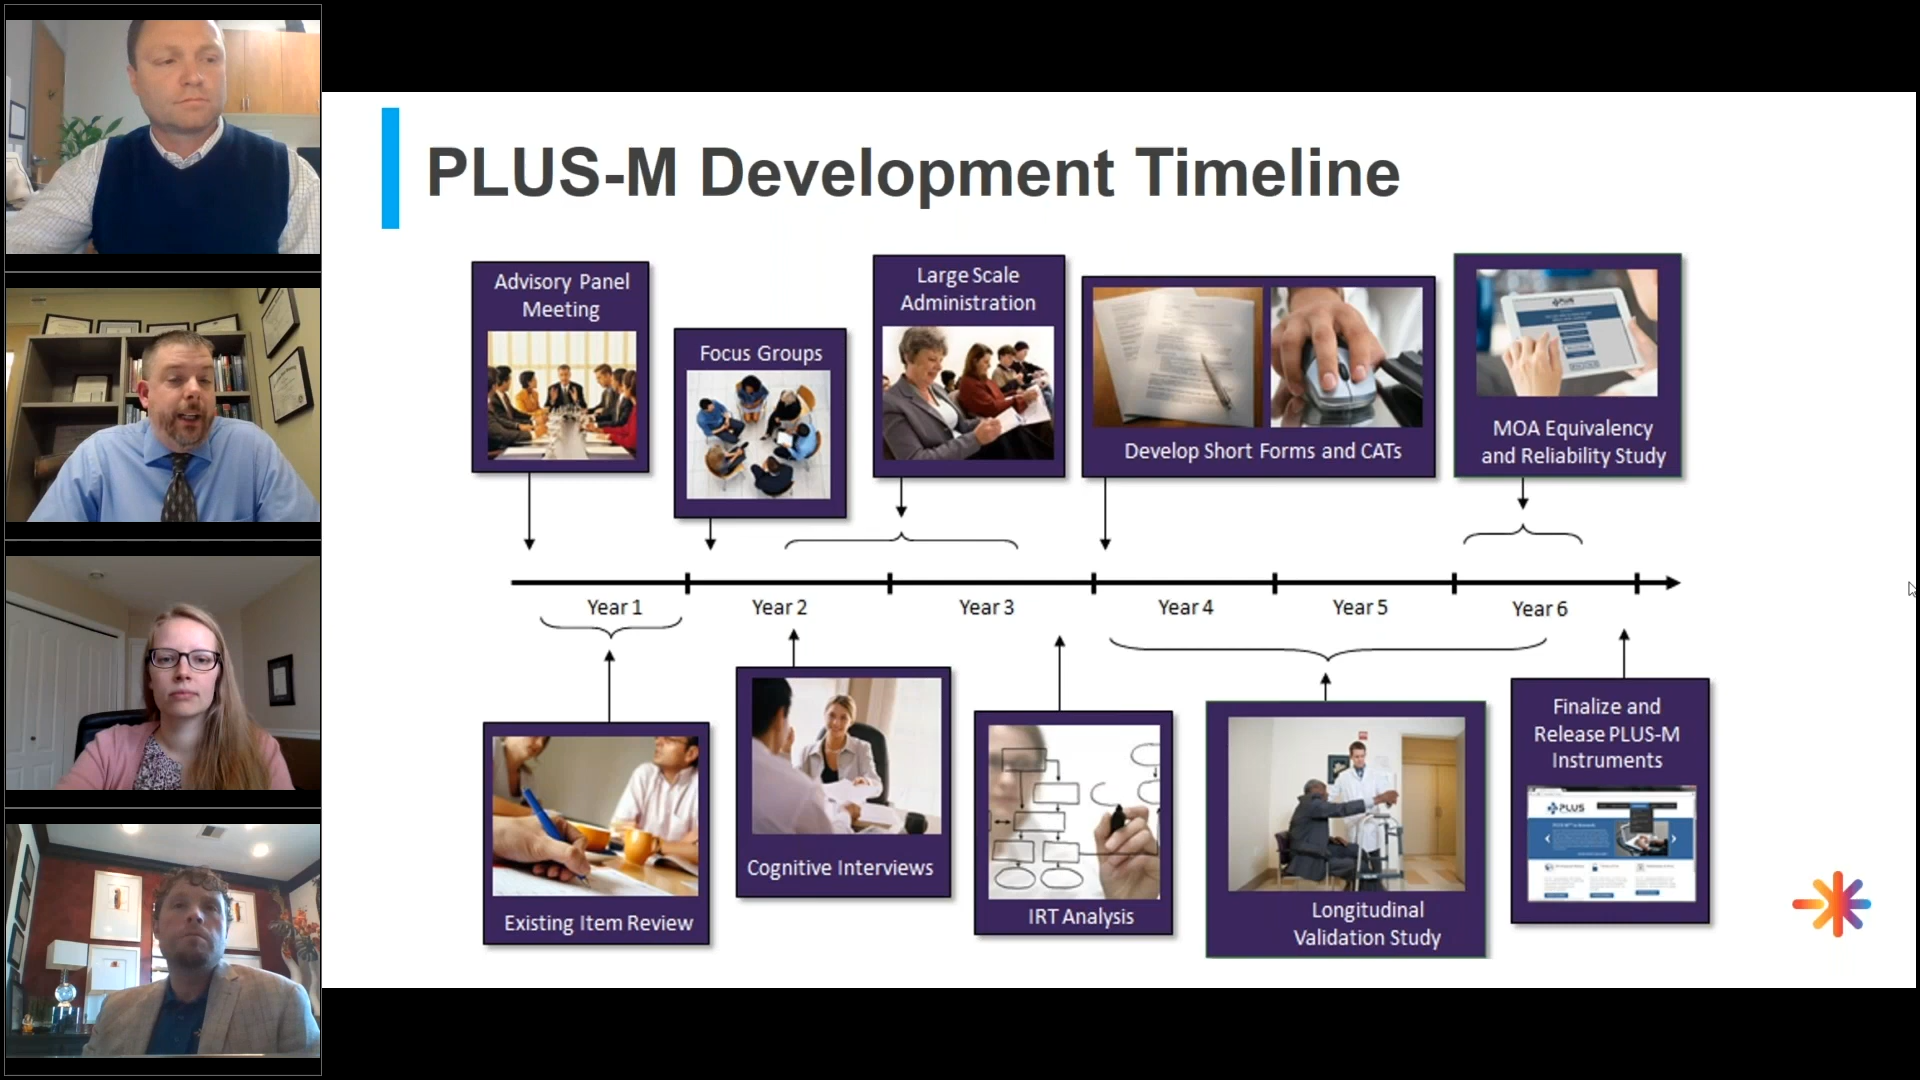 PLUS-M Development Timeline
Advisory Panel
Meeting
Focus Groups
Large Scale
Administration
Develop Short Forms and CATs
MOA Equivalency
and Reliability Study
Year 1
Year 2
Year 3
Year 4
Year 5
Year 6
Existing Item Review
Cognitive Interviews
IRT Analysis
Longitudinal
Validation Study
Finalize and
Release PLUS-M
Instruments
PLUS
PLUS